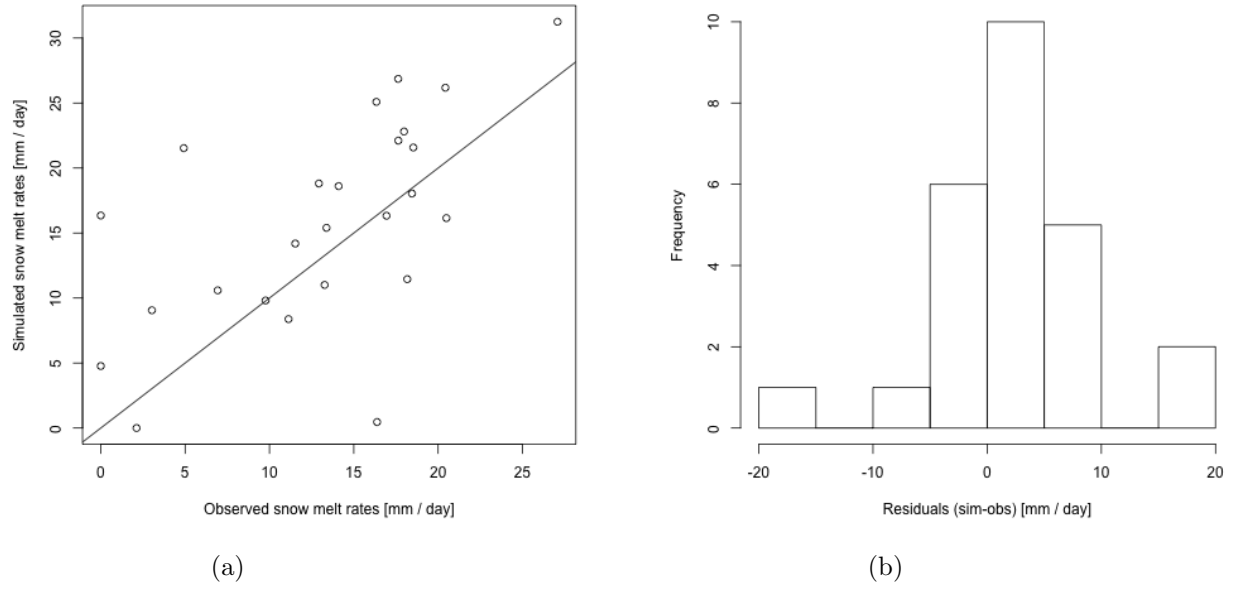 Simulated snow melt rates [mm / day]
30
25
20
15
10
5
0
0 5 10 15 20 25
Observed snow melt rates [mm / day]
(a)
Frequency
10
8
6
4
2
0
-20 -10 0 10 20
Residuals (sim-obs) [mm / day]
(b)